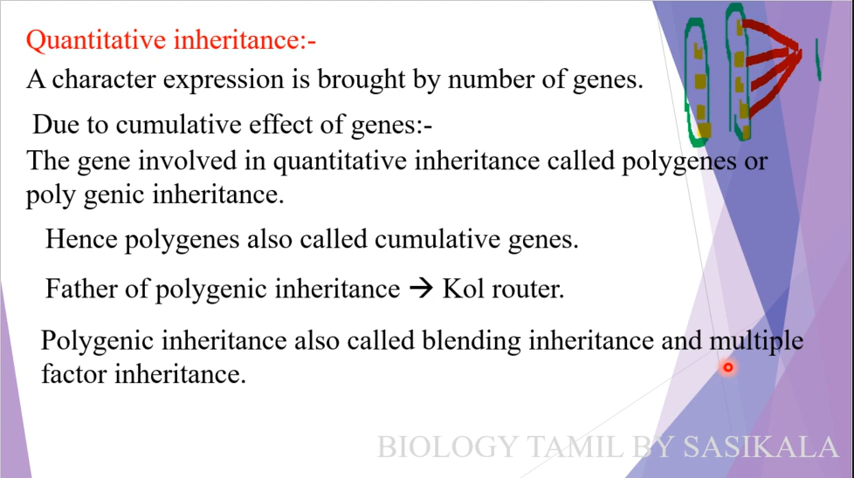 Quantitative inheritance:-
A character expression is brought by number of genes.
Due to cumulative effect of genes:-
The gene involved in quantitative inheritance called polygenes or
poly genic inheritance.
Hence polygenes also called cumulative genes.
Father of polygenic inheritance → Kol router.
Polygenic inheritance also called blending inheritance and multiple
factor inheritance.
BIOLOGY TAMIL BY SASIKALA